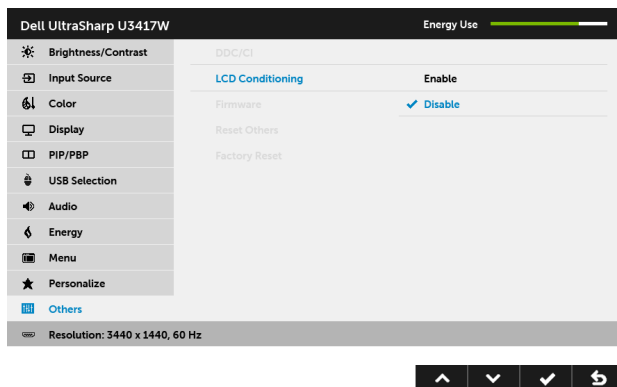 Dell UltraSharp U3417W Energy Use
Brightness/Contrast DDC/CI
Input Source LCD Conditioning Enable
Color Firmware Disable
Display Reset Others
PIP/PBP Factory Reset
USB Selection
Audio
Energy
Menu
Personalize
Others
Resolution: 3440 x 1440, 60 Hz